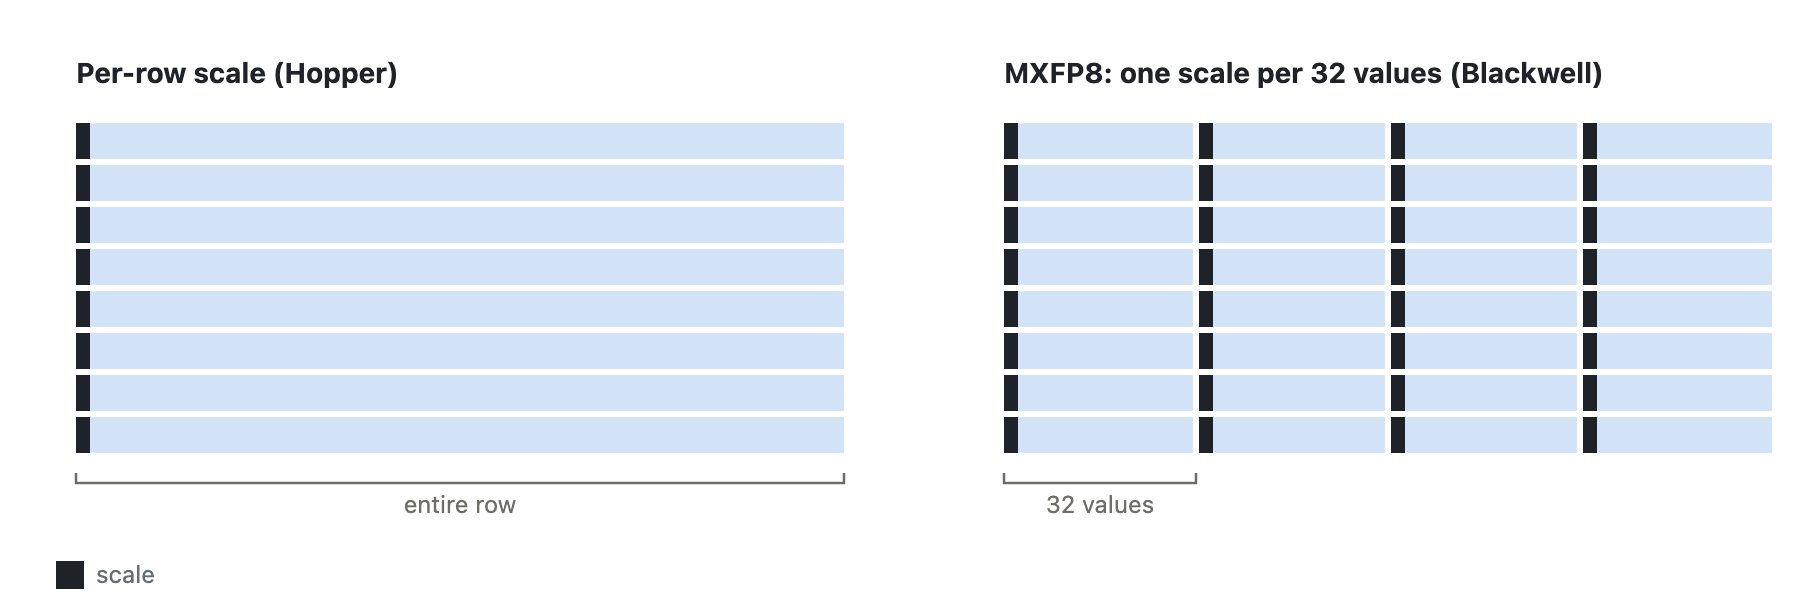 Per-row scale (Hopper)
MXFP8: one scale per 32 values (Blackwell)
entire row
32 values
scale